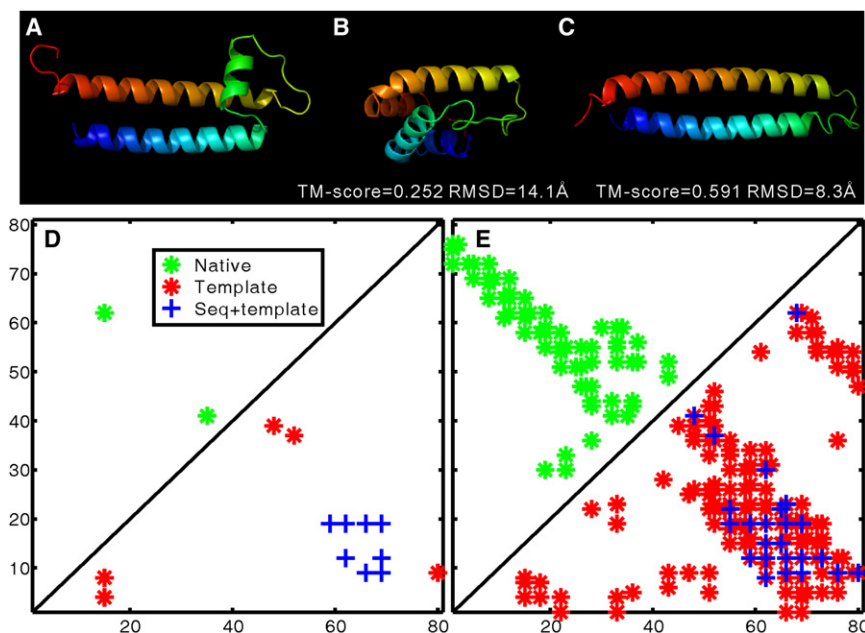 A
B
C
TM-score=0.252 RMSD=14.1Å
TM-score=0.591 RMSD=8.3Å
D
E
Native
Template
Seq+template
80
70
60
50
40
30
20
10
20
40
60
80
20
40
60
80